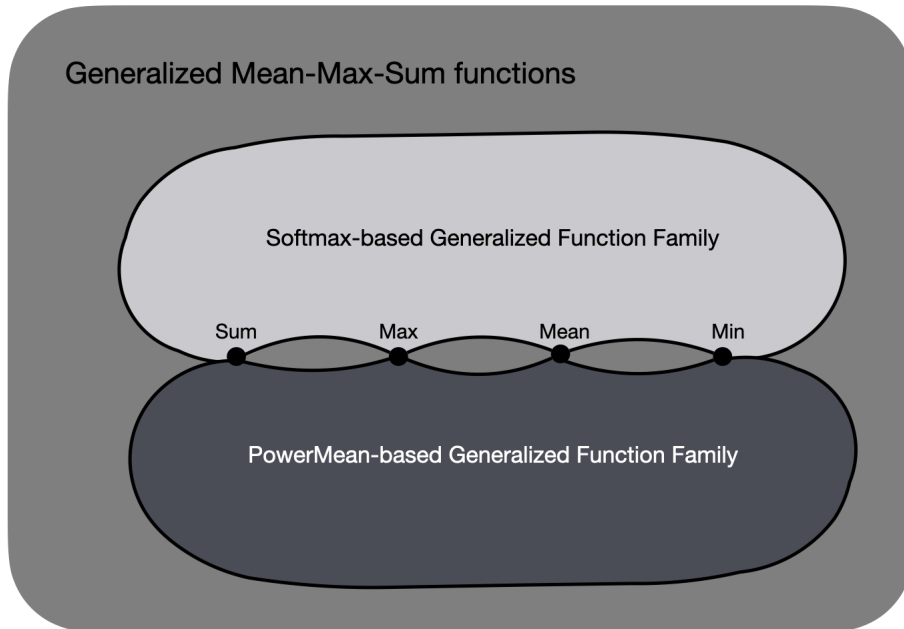 Generalized Mean-Max-Sum functions
Softmax-based Generalized Function Family
Sum Max Mean Min
PowerMean-based Generalized Function Family